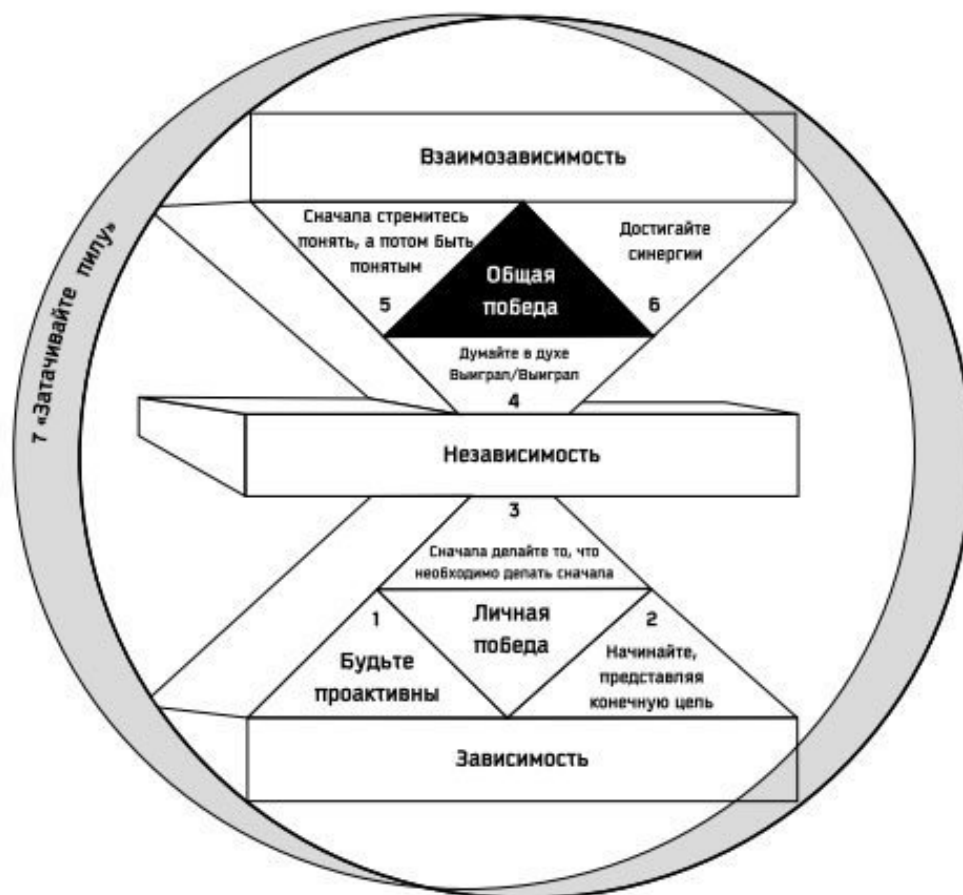 7 «Затачивайте пилу»
Взаимозависимость
Сначала стремитесь
понять, а потом быть
понятым
5
Общая
победа
Достигайте
синергии
6
Думайте в духе
Выиграл/Выиграл
4
Независимость
3
Сначала делайте то, что
необходимо делать сначала
1
Будьте
проактивны
Личная
победа
2
Начинайте,
представляя
конечную цель
Зависимость